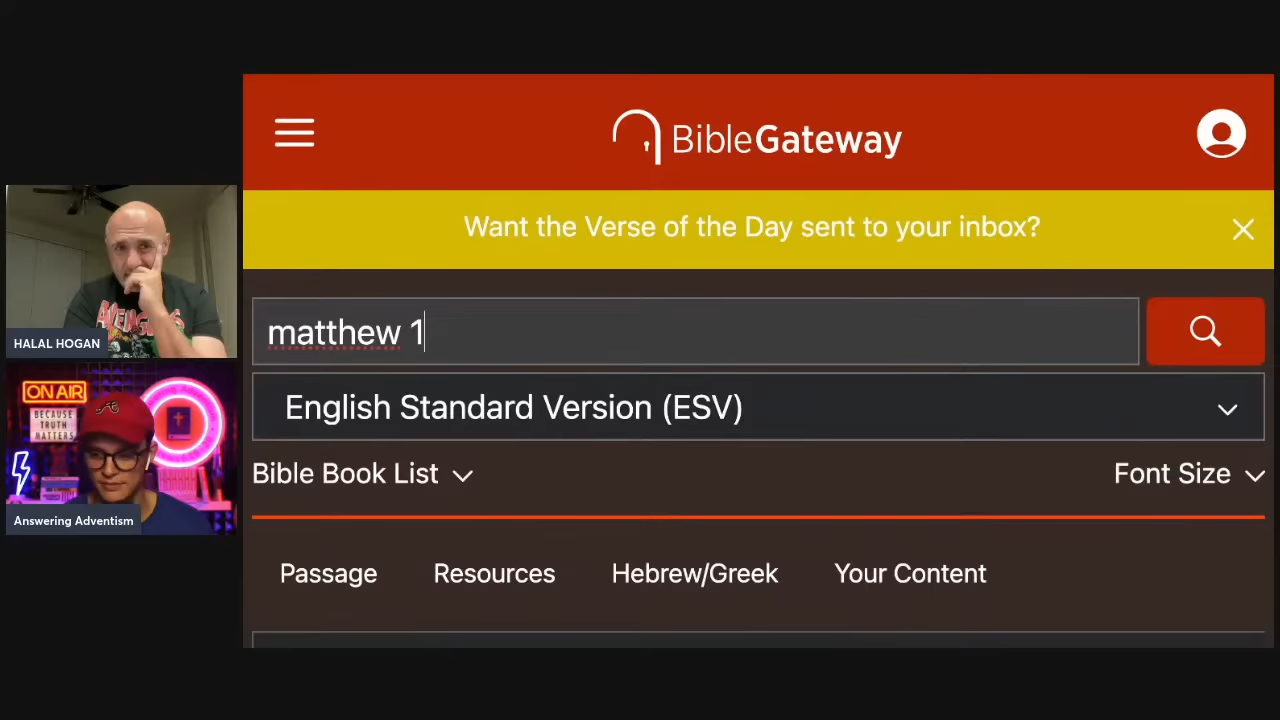 BibleGateway
Want the Verse of the Day sent to your inbox?
matthew 1
English Standard Version (ESV)
Bible Book List
Font Size
Passage
Resources
Hebrew/Greek
Your Content
AVENGERS
HALAL HOGAN
ON AIR
BECAUSE
TRUTH
MATTERS
Answering Adventism